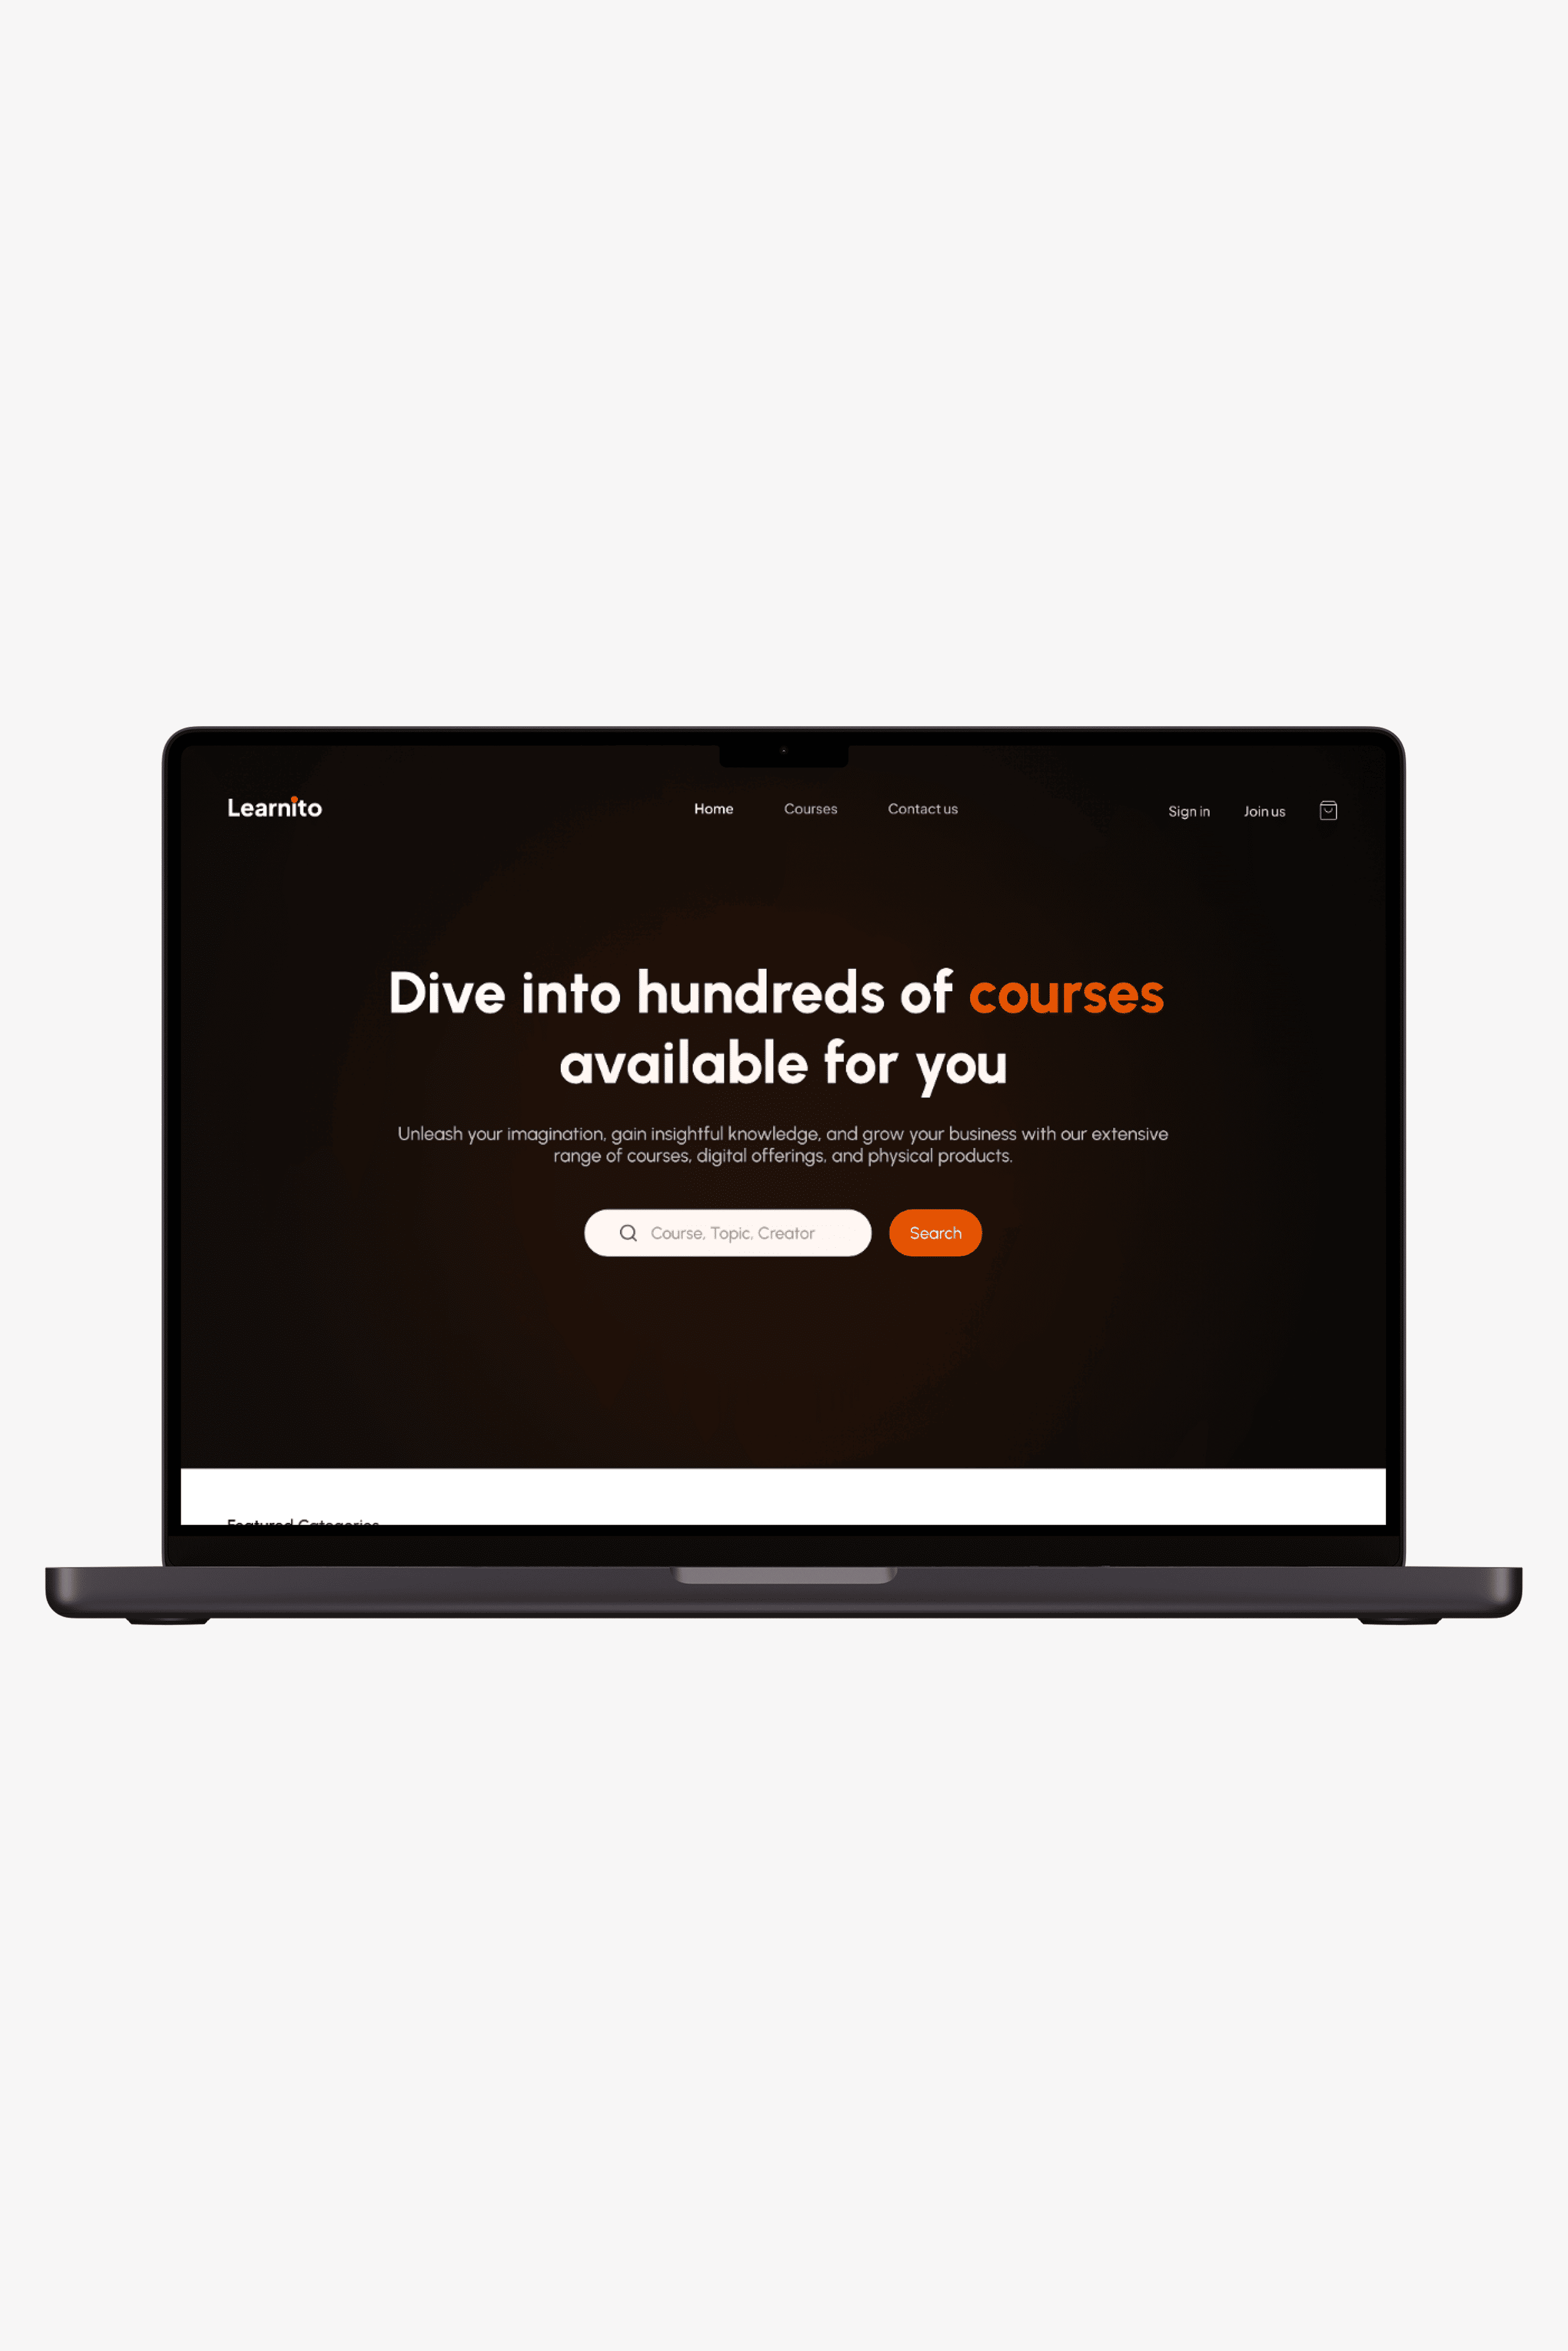 Learnito
Home
Courses
Contact us
Sign in
Join us
Dive into hundreds of courses
available for you
Unleash your imagination, gain insightful knowledge, and grow your business with our extensive
range of courses, digital offerings, and physical products.
Course, Topic, Creator
Search
Featured Categories